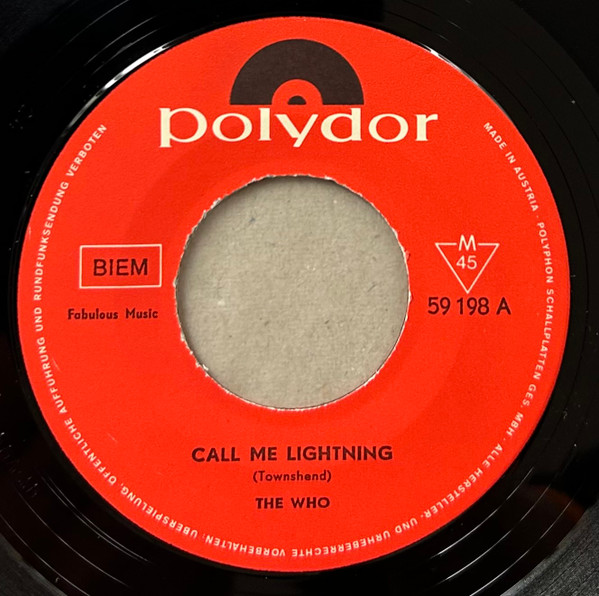 polydor
BIEM
Fabulous Music
M
45
59 198 A
CALL ME LIGHTNING
(Townshend)
THE WHO
MADE IN AUSTRIA · POLYPHON SCHALLPLATTEN GES. MBH. · ALLE HERSTELLER- UND URHEBERRECHTE VORBEHALTEN. ÜBERSPIELUNG, ÖFFENTLICHE AUFFÜHRUNG UND RUNDFUNKSENDUNG VERBOTEN